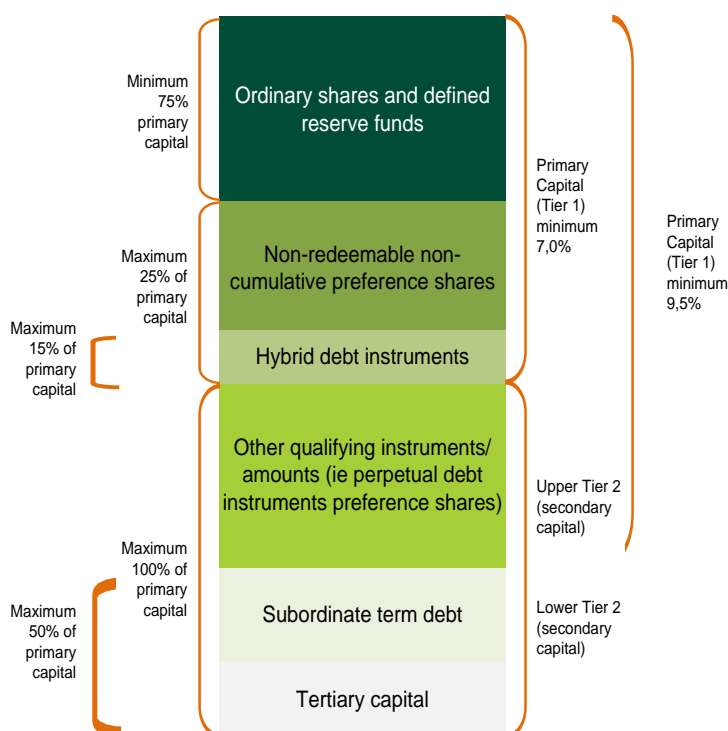 Minimum
75%
primary
capital
Ordinary shares and defined
reserve funds
Primary
Capital
(Tier 1)
minimum
7,0%
Primary
Capital
(Tier 1)
minimum
9,5%
Maximum
25% of
primary
capital
Non-redeemable non-
cumulative preference shares
Maximum
15% of
primary
capital
Hybrid debt instruments
Other qualifying instruments/
amounts (ie perpetual debt
instruments preference shares)
Upper Tier 2
(secondary
capital)
Maximum
100% of
primary
capital
Maximum
50% of
primary
capital
Subordinate term debt
Lower Tier 2
(secondary
capital)
Tertiary capital